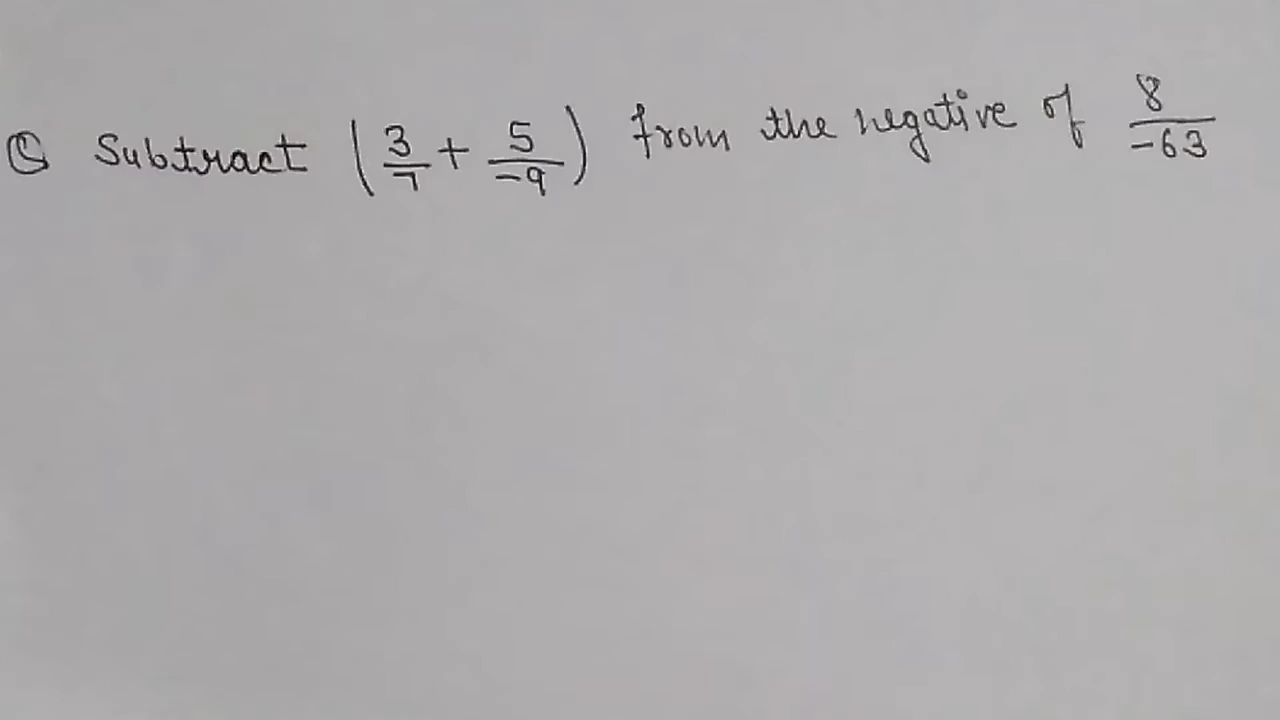 Q Subtract (3/7 + 5/-9) from the negative of 8/-63